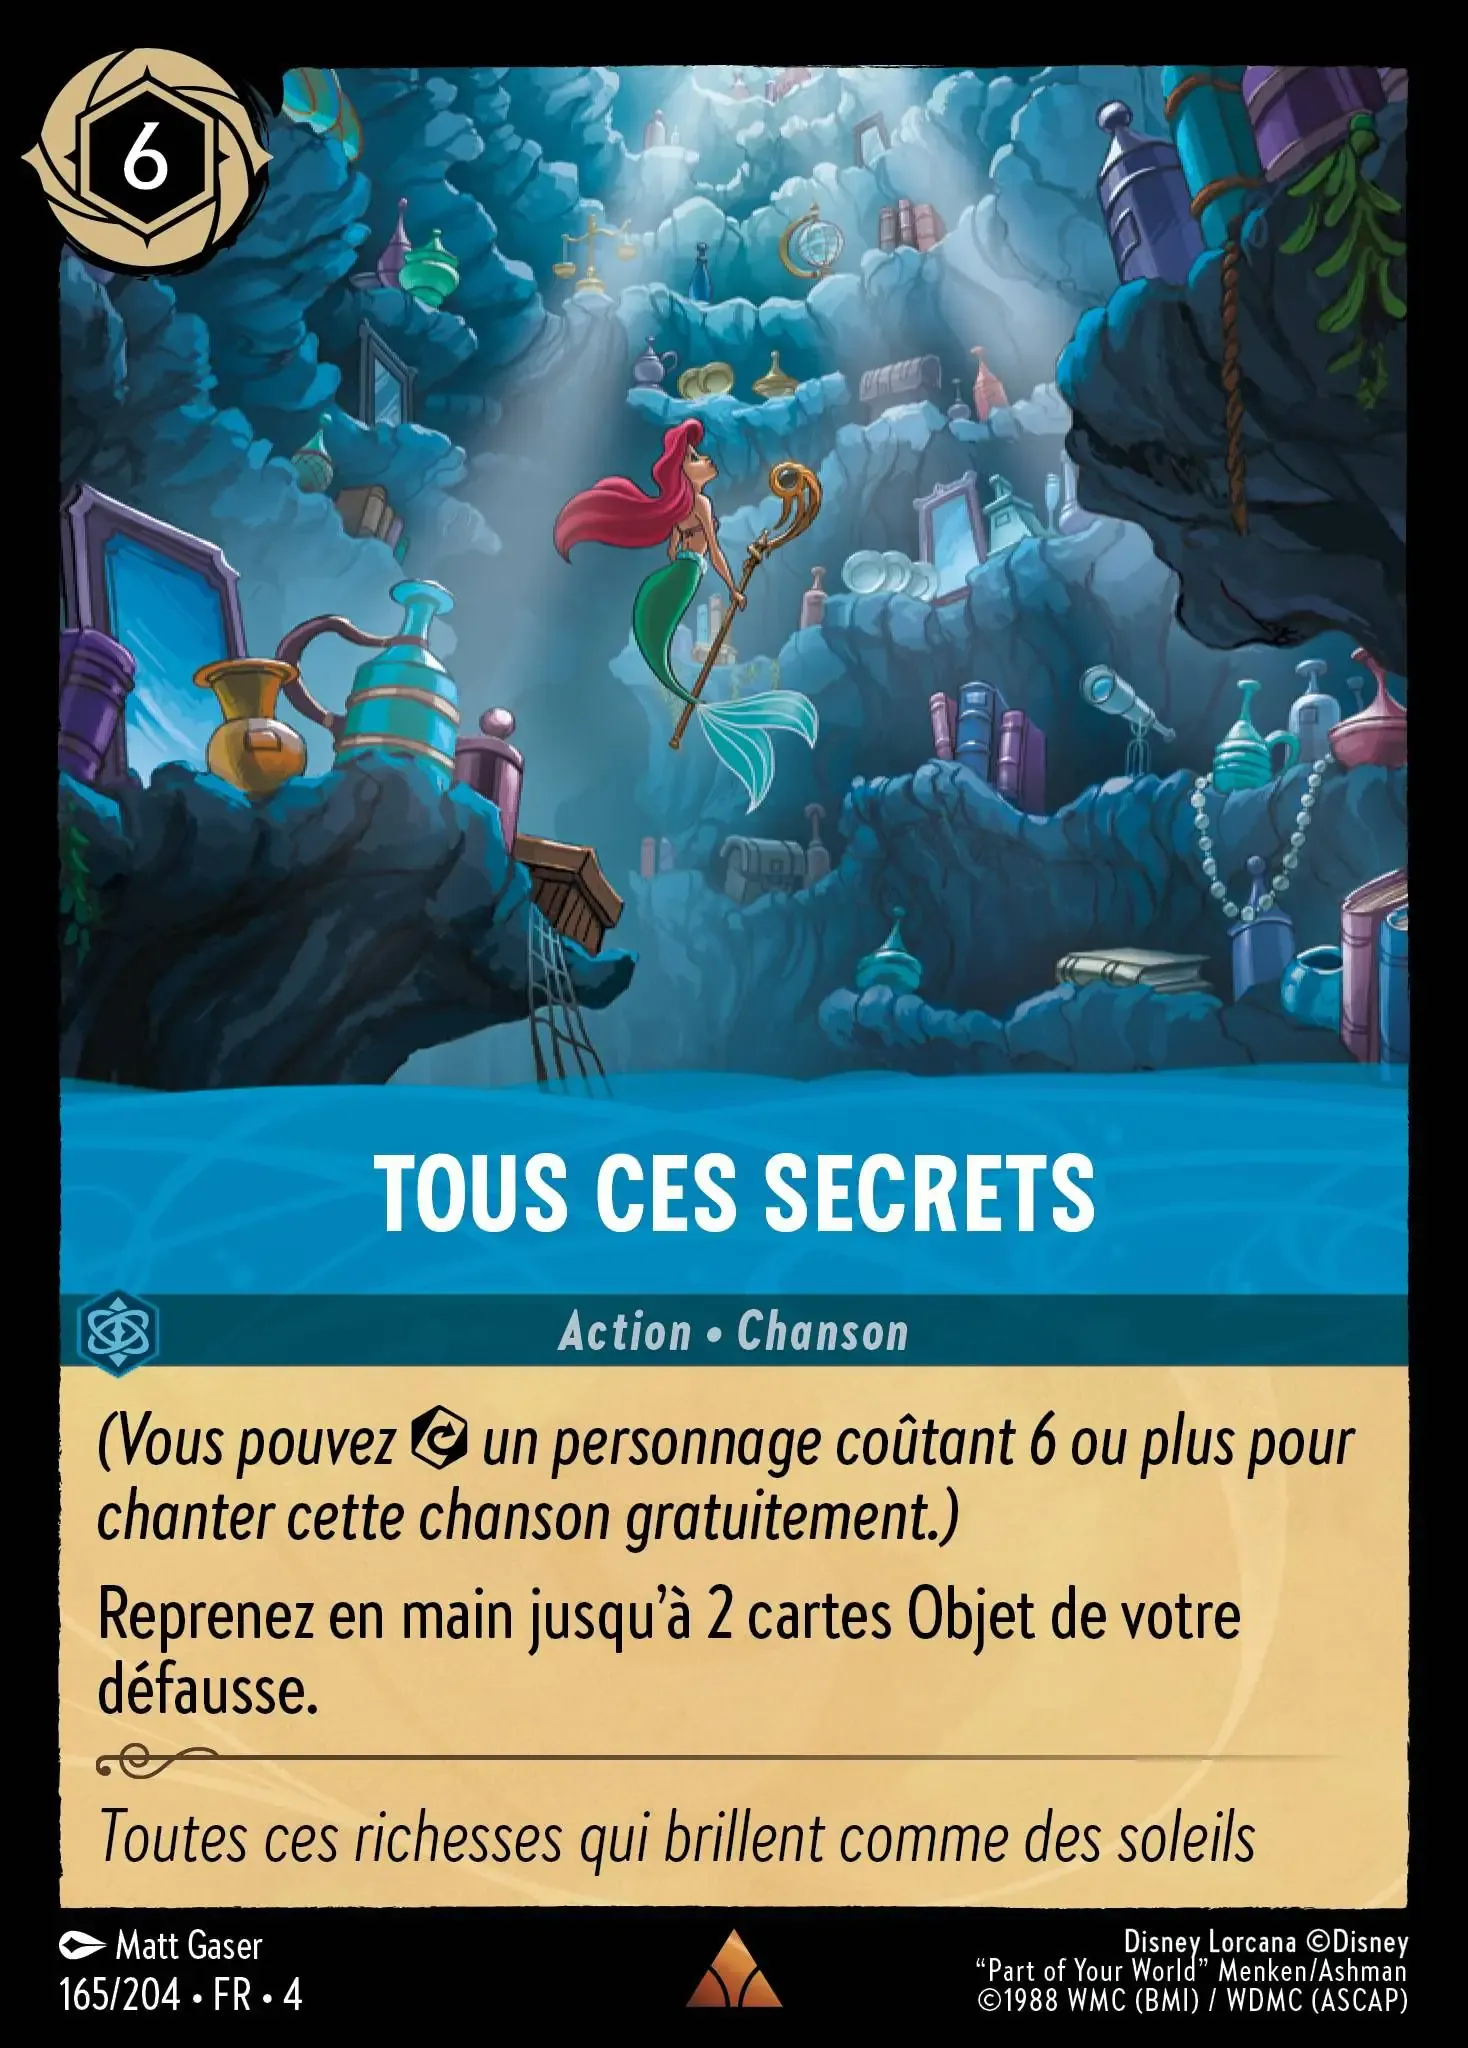 6
TOUS CES SECRETS
Action • Chanson
(Vous pouvez un personnage coûtant 6 ou plus pour
chanter cette chanson gratuitement.)
Reprenez en main jusqu’à 2 cartes Objet de votre
défausse.
Toutes ces richesses qui brillent comme des soleils
Matt Gaser
165/204 • FR • 4
Disney Lorcana ©Disney
“Part of Your World” Menken/Ashman
©1988 WMC (BMI) / WDMC (ASCAP)